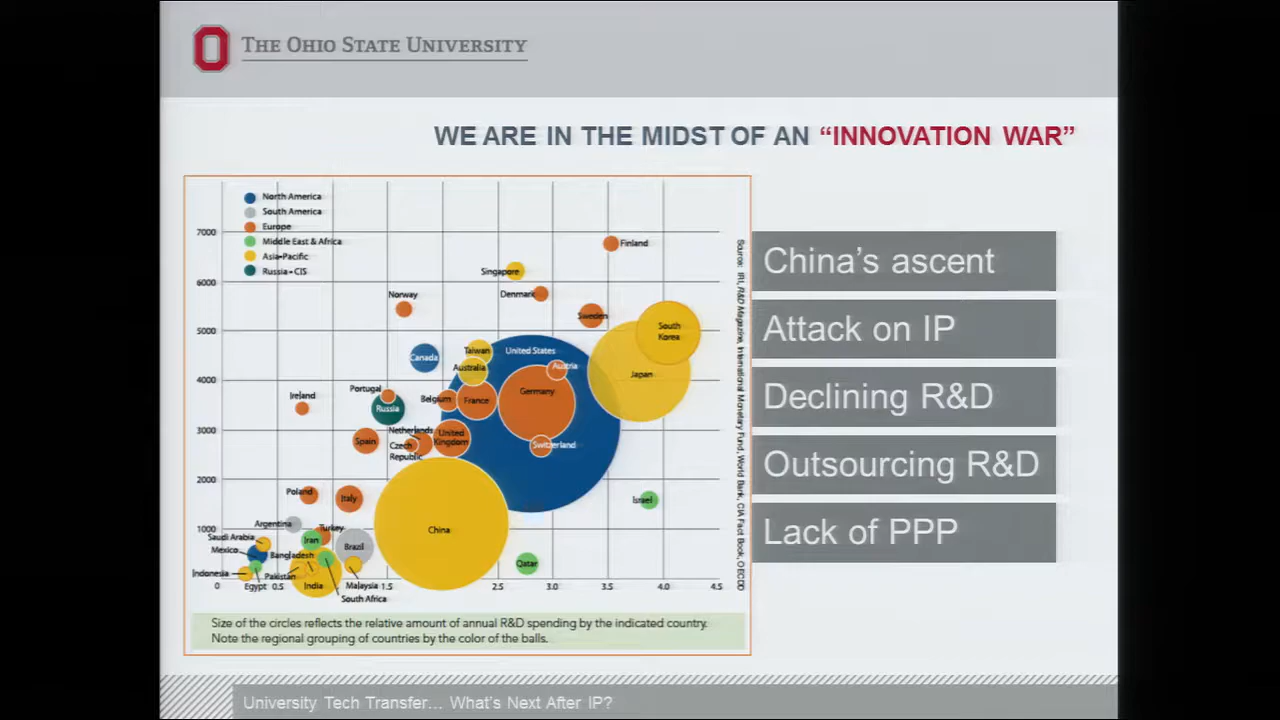 THE OHIO STATE UNIVERSITY
WE ARE IN THE MIDST OF AN “INNOVATION WAR”
North America
South America
Europe
Middle East & Africa
Asia-Pacific
Russia-CIS
7000
6000
5000
4000
3000
2000
1000
0
0.5
1.5
2.5
3.0
3.5
4.0
4.5
Finland
Singapore
Denmark
Norway
Sweden
South
Korea
Taiwan
United States
Canada
Australia
Austria
Japan
Portugal
Germany
Ireland
Belgium
France
Russia
Netherlands
United
Kingdom
Spain
Czech
Republic
Switzerland
Poland
Italy
Israel
Argentina
Turkey
China
Saudi Arabia
Iran
Brazil
Mexico
Bangladesh
Qatar
Indonesia
Pakistan
Egypt
India
Malaysia
South Africa
Source: IRI, R&D Magazine, International Monetary Fund, World Bank, CIA Fact Book, OECD
Size of the circles reflects the relative amount of annual R&D spending by the indicated country.
Note the regional grouping of countries by the color of the balls.
China’s ascent
Attack on IP
Declining R&D
Outsourcing R&D
Lack of PPP
University Tech Transfer... What’s Next After IP?